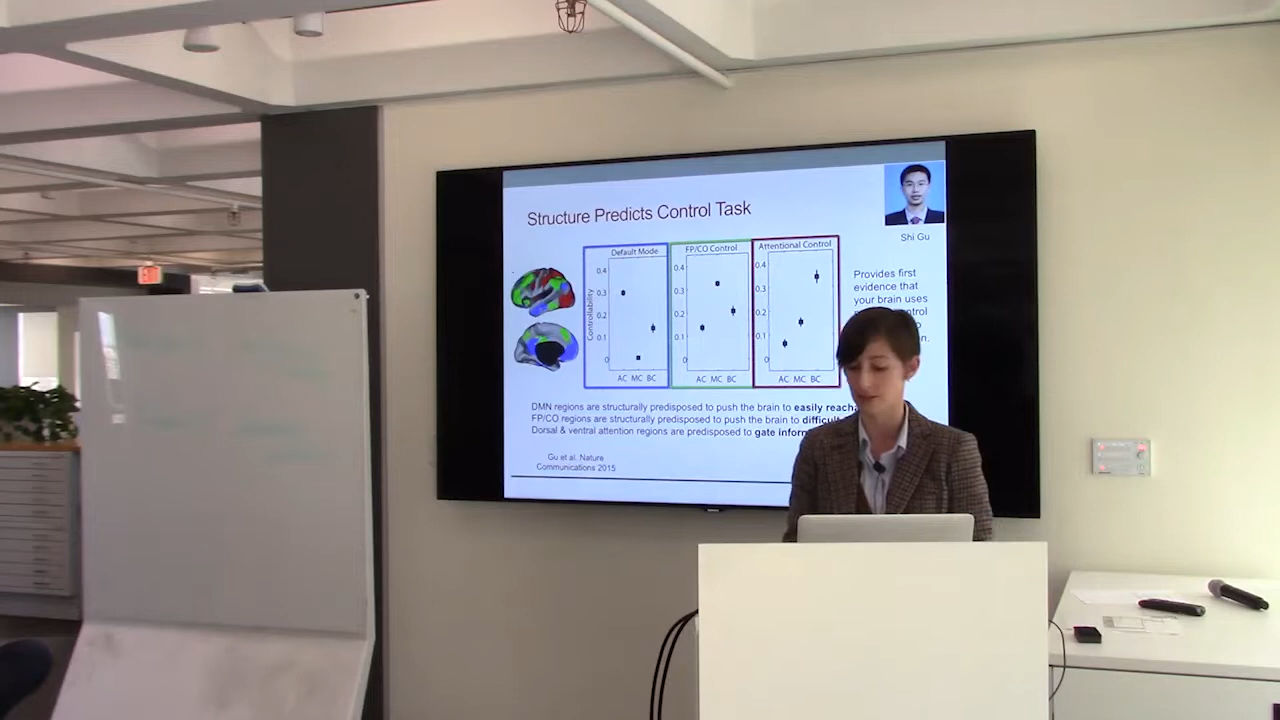 Structure Predicts Control Task
Shi Gu
Default Mode
FP/CO Control
Attentional Control
Controllability
0.4
0.3
0.2
0.1
0
AC MC BC
0.4
0.3
0.2
0.1
0
AC MC BC
0.4
0.3
0.2
0.1
0
AC MC BC
Provides first
evidence that
your brain uses
DMN regions are structurally predisposed to push the brain to easily
FP/CO regions are structurally predisposed to push the brain to
Dorsal & ventral attention regions are predisposed to gate
Gu et al. Nature
Communications 2015
EXIT